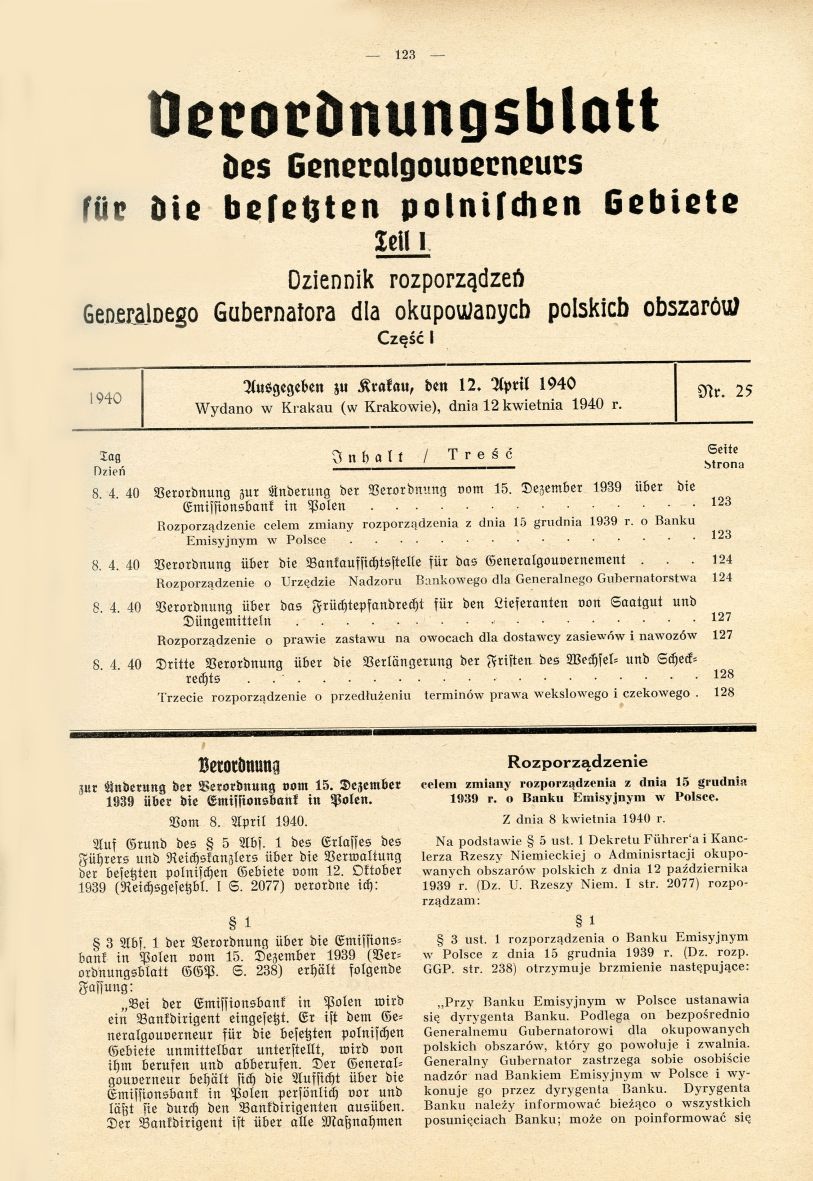 — 123 —
Verordnungsblatt
des Generalgouverneurs
für die besetzten polnischen Gebiete
Teil I
Dziennik rozporządzeń
Generalnego Gubernatora dla okupowanych polskich obszarów
Część I
1940
Ausgegeben zu Krakau, den 12. April 1940
Wydano w Krakau (w Krakowie), dnia 12 kwietnia 1940 r.
Nr. 25
Tag
Dzień
Inhalt / Treść
Seite
Strona
8. 4. 40 Verordnung zur Änderung der Verordnung vom 15. Dezember 1939 über die
Emissionsbank in Polen . . . . . . . . . . . . . . . 123
Rozporządzenie celem zmiany rozporządzenia z dnia 15 grudnia 1939 r. o Banku
Emisyjnym w Polsce . . . . . . . . . . . . . . . . 123
8. 4. 40 Verordnung über die Bankaufsichtsstelle für das Generalgouvernement . . . 124
Rozporządzenie o Urzędzie Nadzoru Bankowego dla Generalnego Gubernatorstwa 124
8. 4. 40 Verordnung über das Früchtepfandrecht für den Lieferanten von Saatgut und
Düngemitteln . . . . . . . . . . . . . . . . . . 127
Rozporządzenie o prawie zastawu na owocach dla dostawcy zasiewów i nawozów 127
8. 4. 40 Dritte Verordnung über die Verlängerung der Fristen des Wechsel- und Scheck-
rechts . . . . . . . . . . . . . . . . . . . . 128
Trzecie rozporządzenie o przedłużeniu terminów prawa wekslowego i czekowego . 128
Verordnung
zur Änderung der Verordnung vom 15. Dezember
1939 über die Emissionsbank in Polen.
Vom 8. April 1940.
Auf Grund des § 5 Abs. 1 des Erlasses des
Führers und Reichskanzlers über die Verwaltung
der besetzten polnischen Gebiete vom 12. Oktober
1939 (Reichsgesetzbl. I S. 2077) verordne ich:
§ 1
§ 3 Abs. 1 der Verordnung über die Emissions-
bank in Polen vom 15. Dezember 1939 (Ver-
ordnungsblatt GGP. S. 238) erhält folgende
Fassung:
„Bei der Emissionsbank in Polen wird
ein Bankdirigent eingesetzt. Er ist dem Ge-
neralgouverneur für die besetzten polnischen
Gebiete unmittelbar unterstellt, wird von
ihm berufen und abberufen. Der General-
gouverneur behält sich die Aufsicht über die
Emissionsbank in Polen persönlich vor und
läßt sie durch den Bankdirigenten ausüben.
Der Bankdirigent ist über alle Maßnahmen
Rozporządzenie
celem zmiany rozporządzenia z dnia 15 grudnia
1939 r. o Banku Emisyjnym w Polsce.
Z dnia 8 kwietnia 1940 r.
Na podstawie § 5 ust. 1 Dekretu Führer'a i Kanc-
lerza Rzeszy Niemieckiej o Adminisrtacji okupo-
wanych obszarów polskich z dnia 12 października
1939 r. (Dz. U. Rzeszy Niem. I str. 2077) rozpo-
rządzam:
§ 1
§ 3 ust. 1 rozporządzenia o Banku Emisyjnym
w Polsce z dnia 15 grudnia 1939 r. (Dz. rozp.
GGP. str. 238) otrzymuje brzmienie następujące:
„Przy Banku Emisyjnym w Polsce ustanawia
się dyrygenta Banku. Podlega on bezpośrednio
Generalnemu Gubernatorowi dla okupowanych
polskich obszarów, który go powołuje i zwalnia.
Generalny Gubernator zastrzega sobie osobiście
nadzór nad Bankiem Emisyjnym w Polsce i wy-
konuje go przez dyrygenta Banku. Dyrygenta
Banku należy informować bieżąco o wszystkich
posunięciach Banku; może on poinformować się